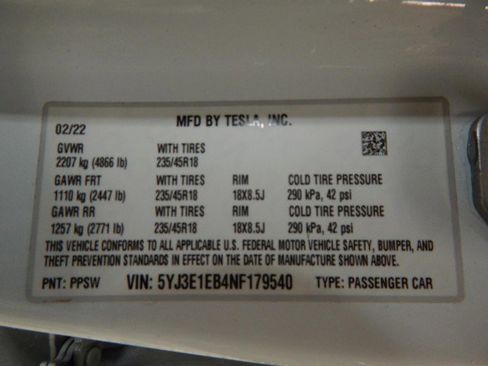 02/22 MFD BY TESLA, INC.
GVWR WITH TIRES
2207 kg (4866 lb) 235/45R18
GAWR FRT WITH TIRES RIM COLD TIRE PRESSURE
1110 kg (2447 lb) 235/45R18 18X8.5J 290 kPa, 42 psi
GAWR RR WITH TIRES RIM COLD TIRE PRESSURE
1257 kg (2771 lb) 235/45R18 18X8.5J 290 kPa, 42 psi
THIS VEHICLE CONFORMS TO ALL APPLICABLE U.S. FEDERAL MOTOR VEHICLE SAFETY, BUMPER, AND
THEFT PREVENTION STANDARDS IN EFFECT ON THE DATE OF MANUFACTURE SHOWN ABOVE.
PNT: PPSW VIN: 5YJ3E1EB4NF179540 TYPE: PASSENGER CAR